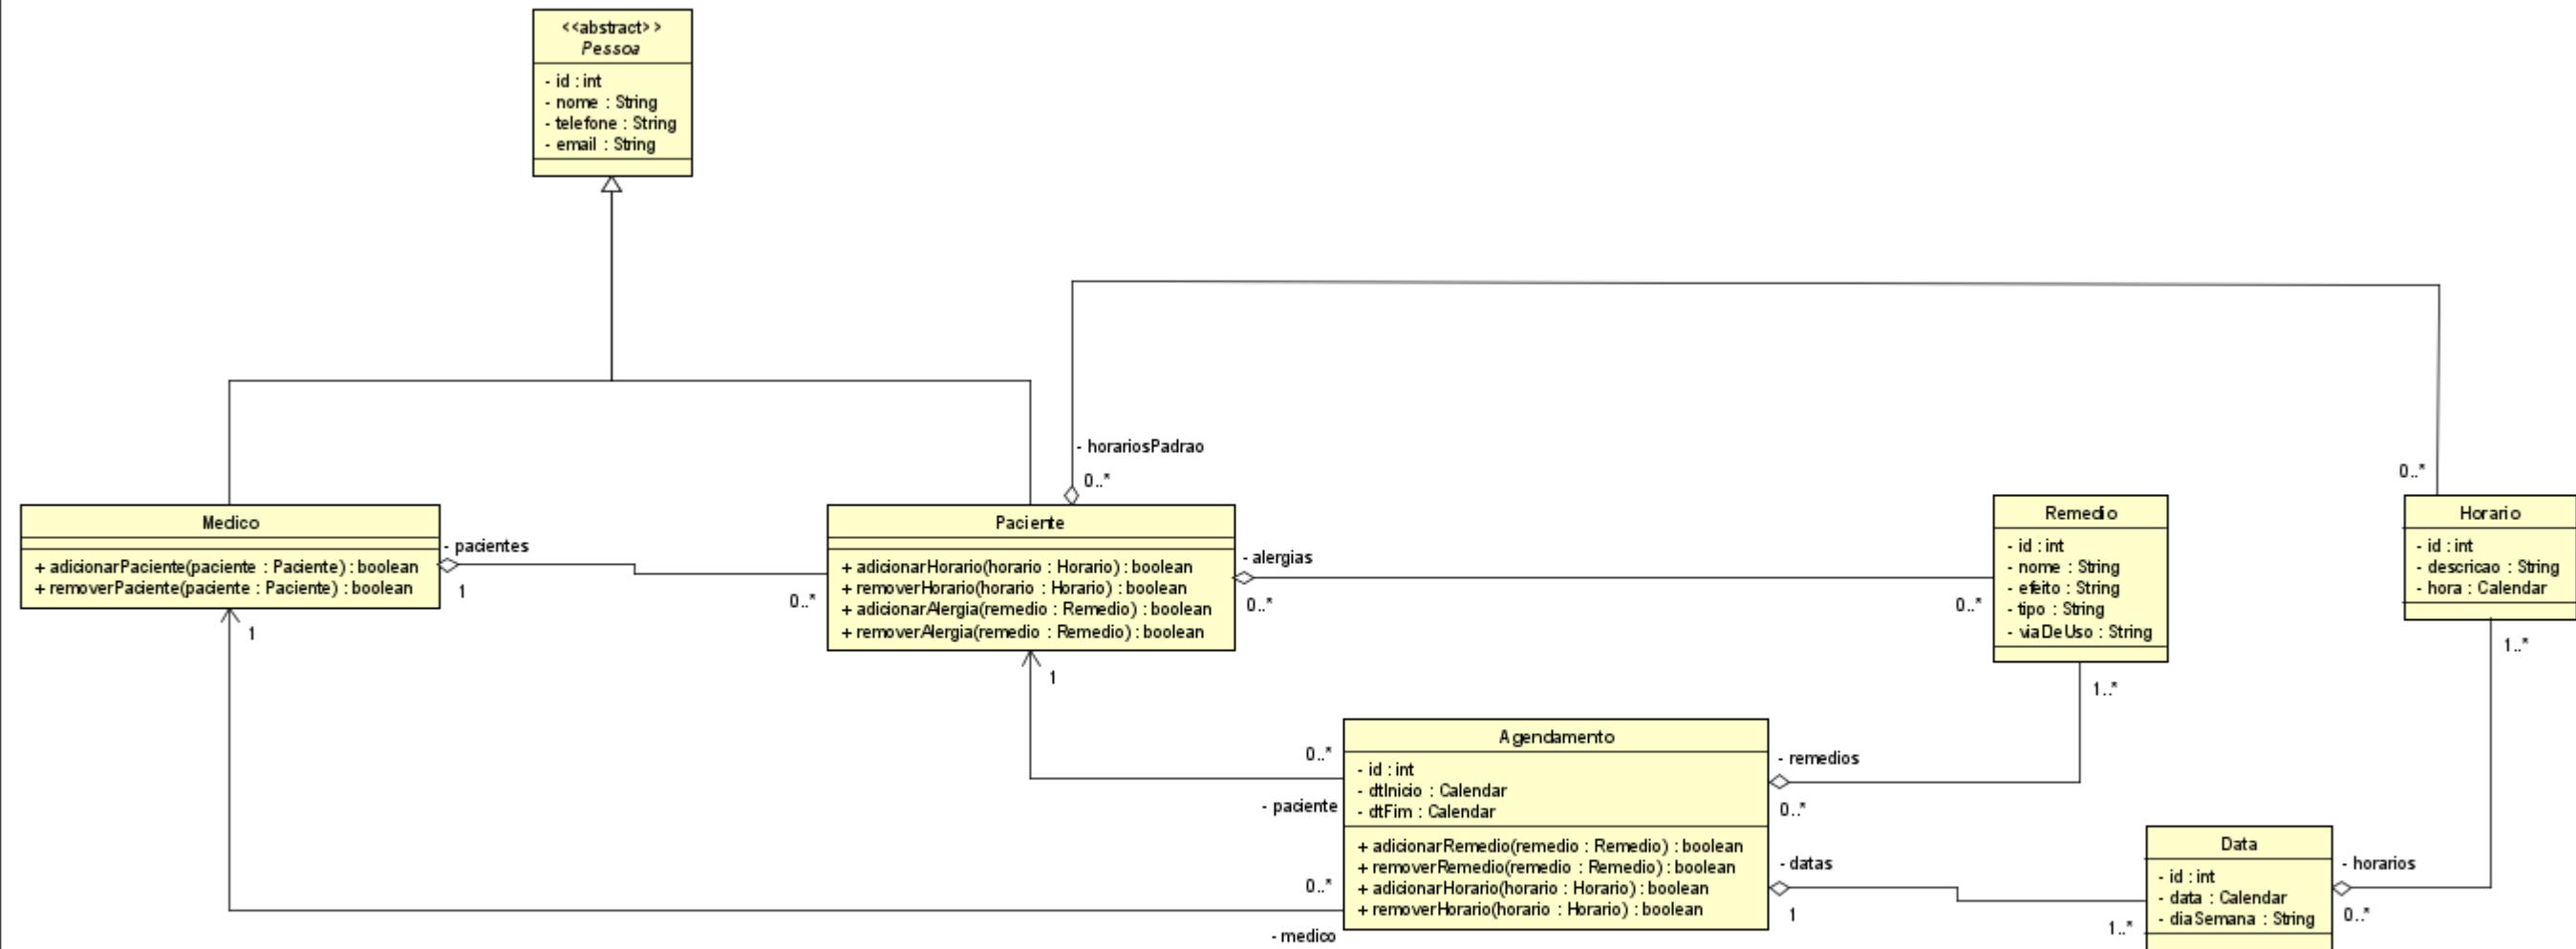 <<abstract>>
Pessoa
- id : int
- nome : String
- telefone : String
- email : String
- horariosPadrao
0..*
0..*
Medico
+ adicionarPaciente(paciente : Paciente) : boolean
+ removerPaciente(paciente : Paciente) : boolean
- pacientes
1
0..*
1
Paciente
+ adicionarHorario(horario : Horario) : boolean
+ removerHorario(horario : Horario) : boolean
+ adicionarAlergia(remedio : Remedio) : boolean
+ removerAlergia(remedio : Remedio) : boolean
- alergias
0..*
0..*
1
Remedio
- id : int
- nome : String
- efeito : String
- tipo : String
- viaDeUso : String
1..*
Horario
- id : int
- descricao : String
- hora : Calendar
1..*
0..*
- paciente
0..*
- medico
Agendamento
- id : int
- dtInicio : Calendar
- dtFim : Calendar
+ adicionarRemedio(remedio : Remedio) : boolean
+ removerRemedio(remedio : Remedio) : boolean
+ adicionarHorario(horario : Horario) : boolean
+ removerHorario(horario : Horario) : boolean
- remedios
0..*
- datas
1
1..*
Data
- id : int
- data : Calendar
- diaSemana : String
- horarios
0..*